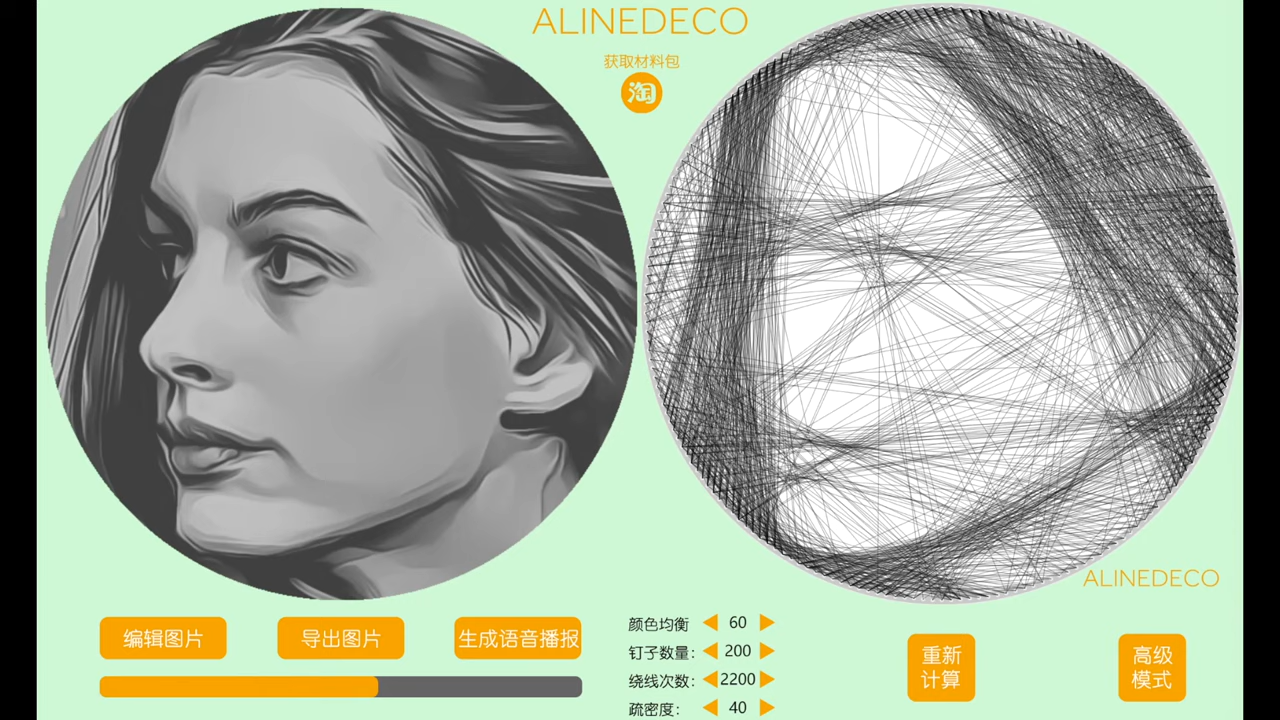 ALINEDECO
获取材料包
淘
ALINEDECO
编辑图片
导出图片
生成语音播报
颜色均衡 60
钉子数量: 200
绕线次数: 2200
疏密度: 40
重新
计算
高级
模式